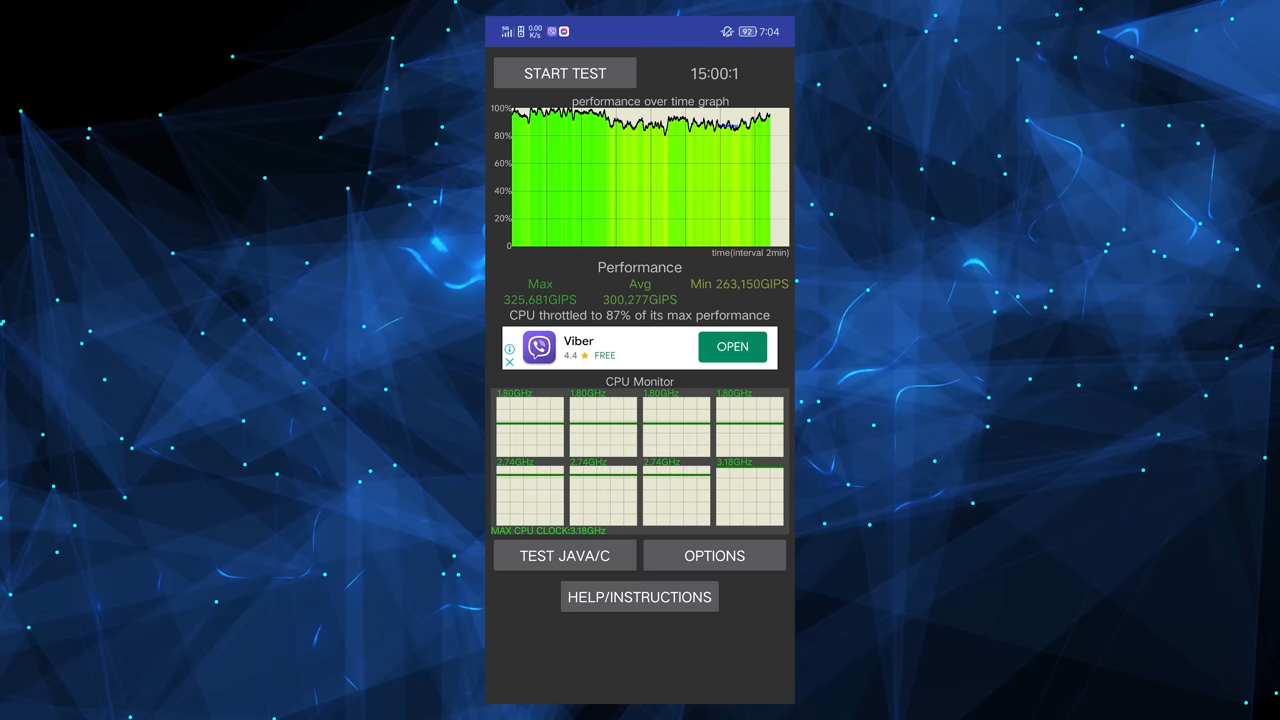 5G 0.00 K/s 92 7:04
START TEST 15:00:1
performance over time graph
100%
80%
60%
40%
20%
0
time(interval 2min)
Performance
Max Avg Min 263,150GIPS
325,681GIPS 300,277GIPS
CPU throttled to 87% of its max performance
Viber
4.4 ★ FREE
OPEN
CPU Monitor
1.80GHz 1.80GHz 1.80GHz 1.80GHz
2.74GHz 2.74GHz 2.74GHz 3.18GHz
MAX CPU CLOCK:3.18GHz
TEST JAVA/C OPTIONS
HELP/INSTRUCTIONS